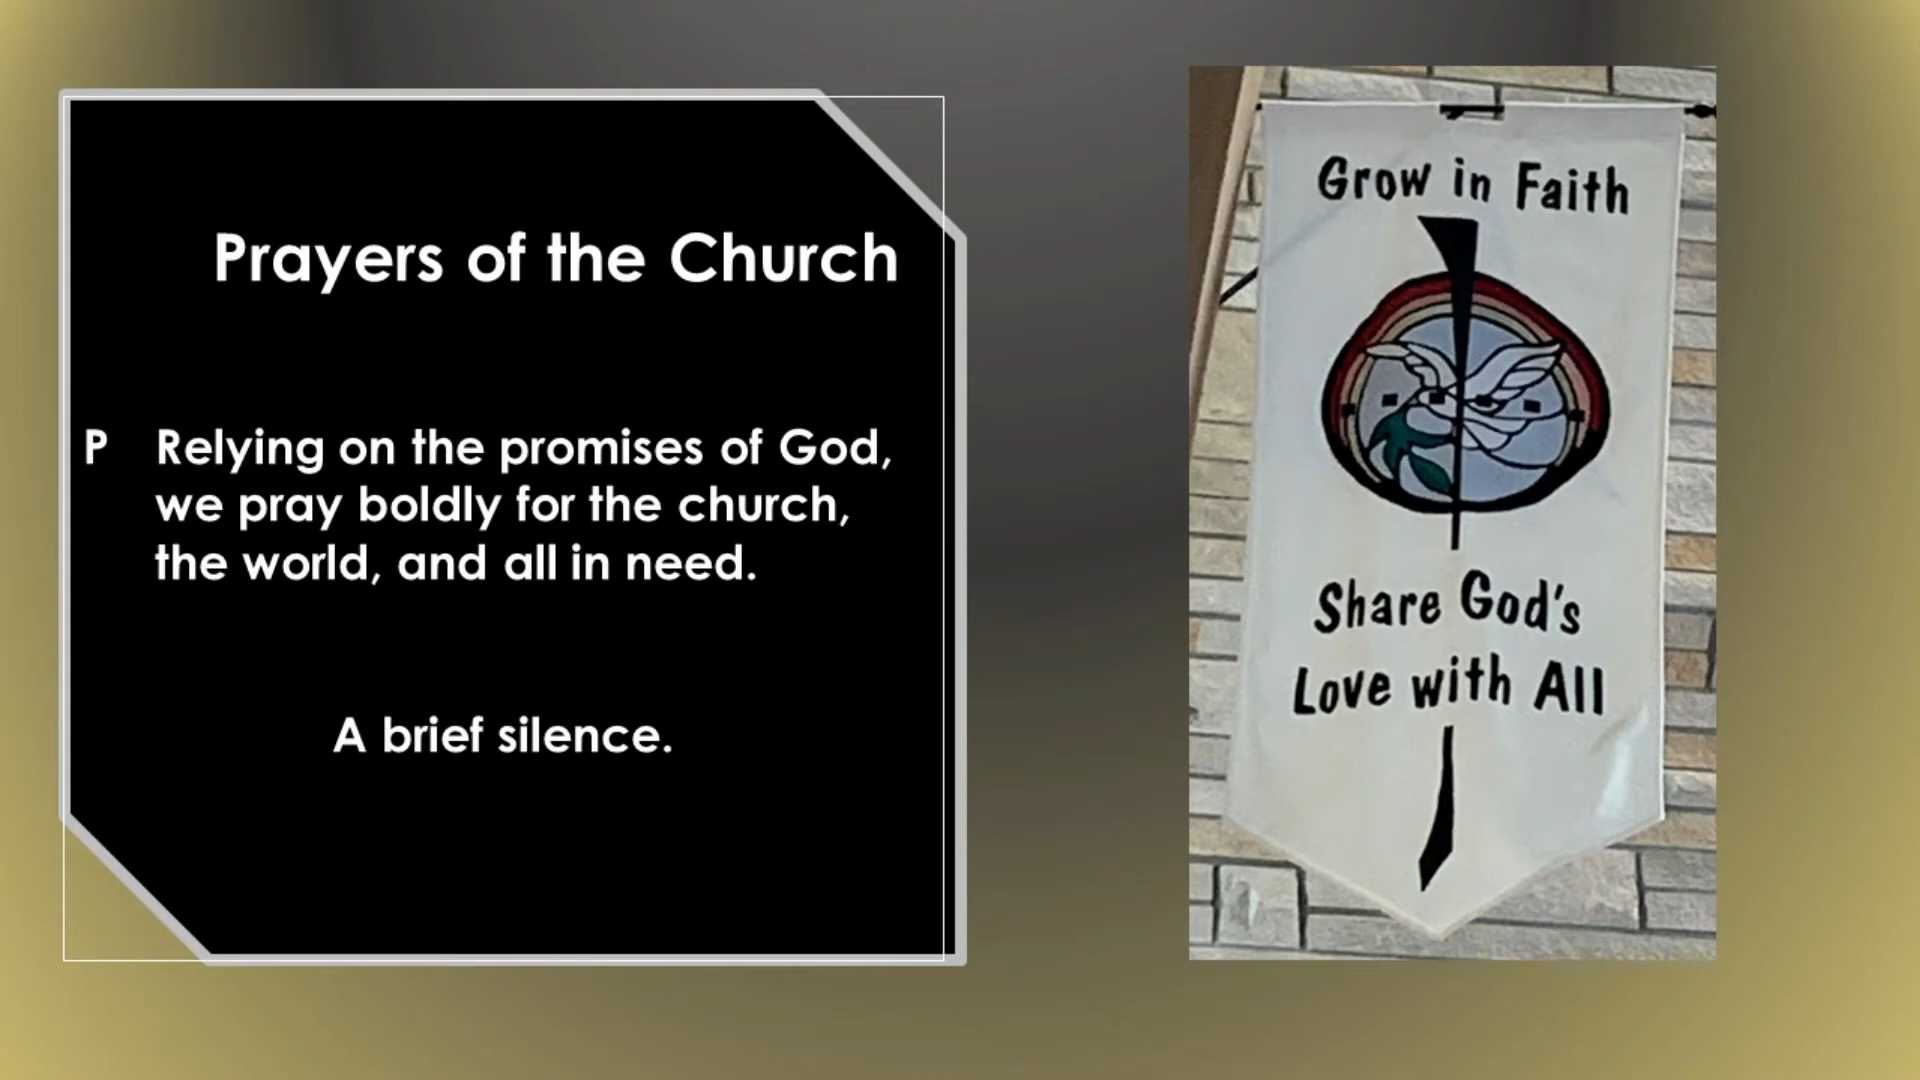 Prayers of the Church
P Relying on the promises of God,
we pray boldly for the church,
the world, and all in need.
A brief silence.
Grow in Faith
Share God's
Love with All